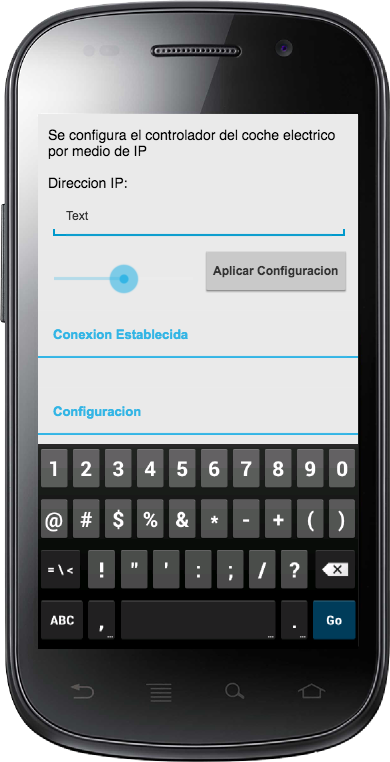 Se configura el controlador del coche electrico
por medio de IP
Direccion IP:
Text
Aplicar Configuracion
Conexion Establecida
Configuracion
1 2 3 4 5 6 7 8 9 0
@ # $ % & * - + ( )
= \ < ! " ' : ; / ?
ABC , ... ... . ... Go